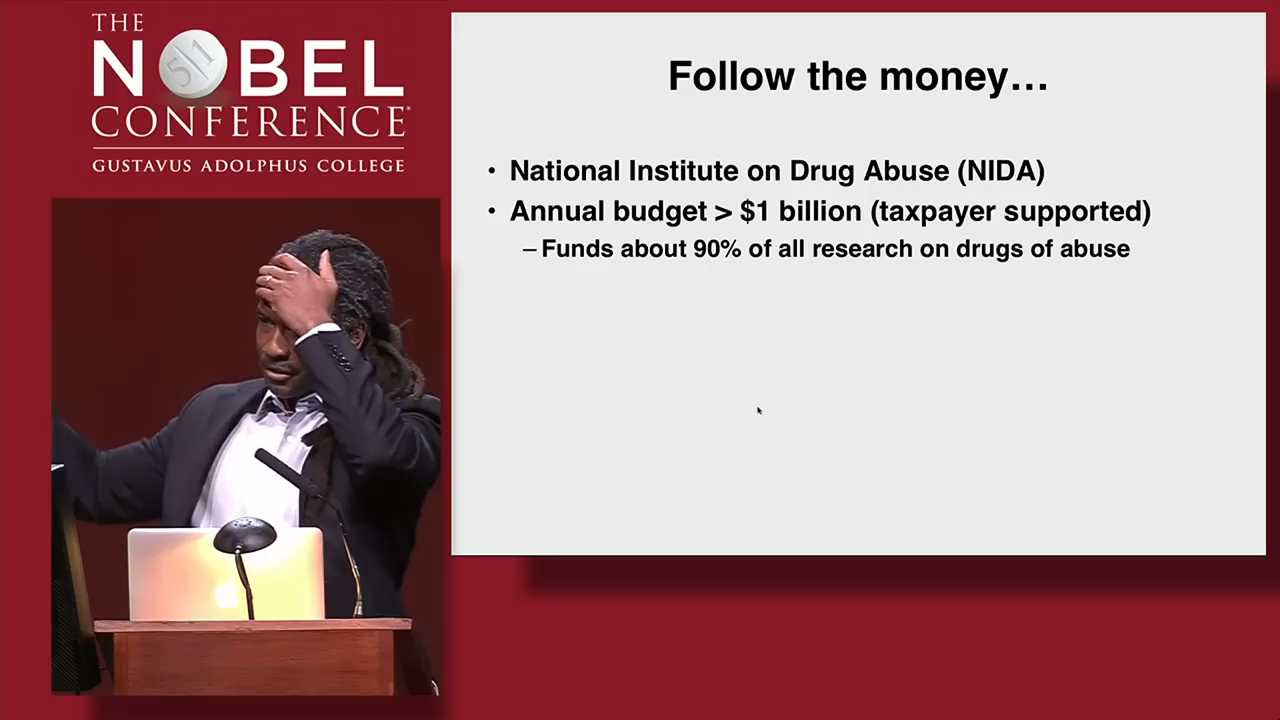 THE
NOBEL
51
CONFERENCE®
GUSTAVUS ADOLPHUS COLLEGE
Follow the money…
• National Institute on Drug Abuse (NIDA)
• Annual budget > $1 billion (taxpayer supported)
– Funds about 90% of all research on drugs of abuse